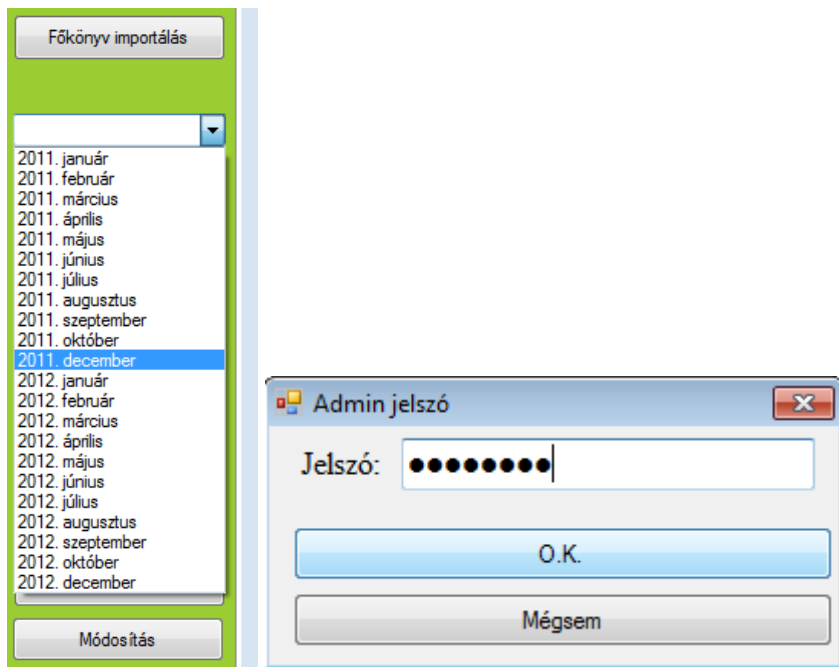 Főkönyv importálás
2011. január
2011. február
2011. március
2011. április
2011. május
2011. június
2011. július
2011. augusztus
2011. szeptember
2011. október
2011. december
2012. január
2012. február
2012. március
2012. április
2012. május
2012. június
2012. július
2012. augusztus
2012. szeptember
2012. október
2012. december
Módosítás
Admin jelszó
Jelszó: ●●●●●●●●
O.K.
Mégsem